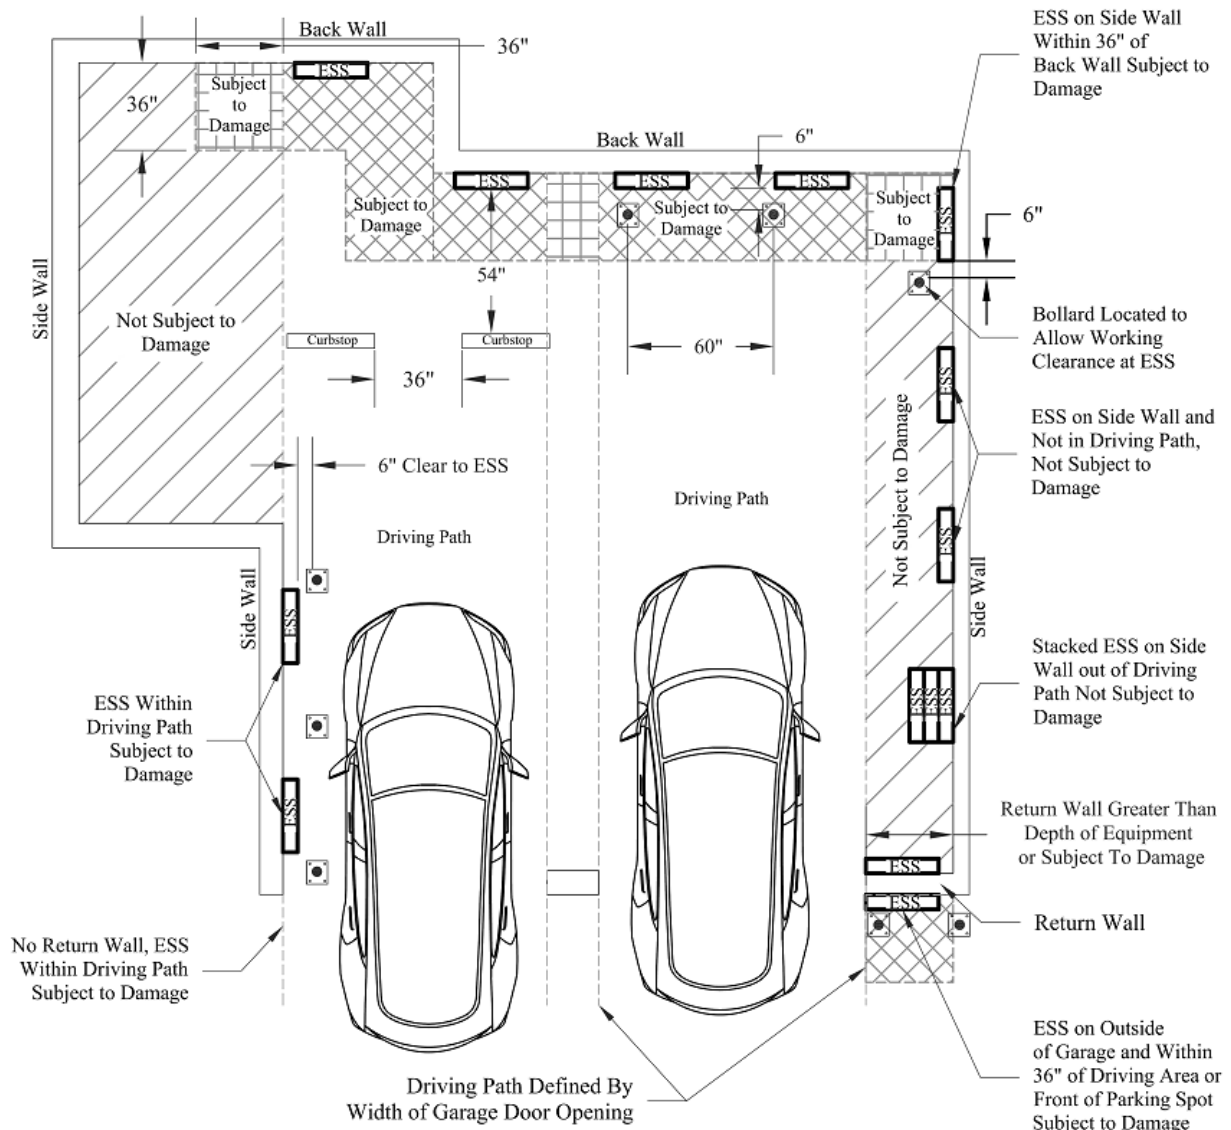 Back Wall
36"
ESS on Side Wall
Within 36" of
Back Wall Subject to
Damage
ESS
36"
Subject
to
Damage
Back Wall
6"
ESS
ESS
ESS
Subject to
Damage
Subject to
Damage
Subject
to
Damage
ESS
6"
Side Wall
54"
Not Subject to
Damage
Curbstop
Curbstop
36"
60"
Bollard Located to
Allow Working
Clearance at ESS
ESS
ESS on Side Wall and
Not in Driving Path,
Not Subject to
Damage
6" Clear to ESS
Driving Path
Driving Path
Not Subject to Damage
ESS
Side Wall
Side Wall
ESS
Stacked ESS on Side
Wall out of Driving
Path Not Subject to
Damage
ESS
ESS
ESS
ESS Within
Driving Path
Subject to
Damage
ESS
Return Wall Greater Than
Depth of Equipment
or Subject To Damage
ESS
ESS
Return Wall
No Return Wall, ESS
Within Driving Path
Subject to Damage
ESS on Outside
of Garage and Within
36" of Driving Area or
Front of Parking Spot
Subject to Damage
Driving Path Defined By
Width of Garage Door Opening